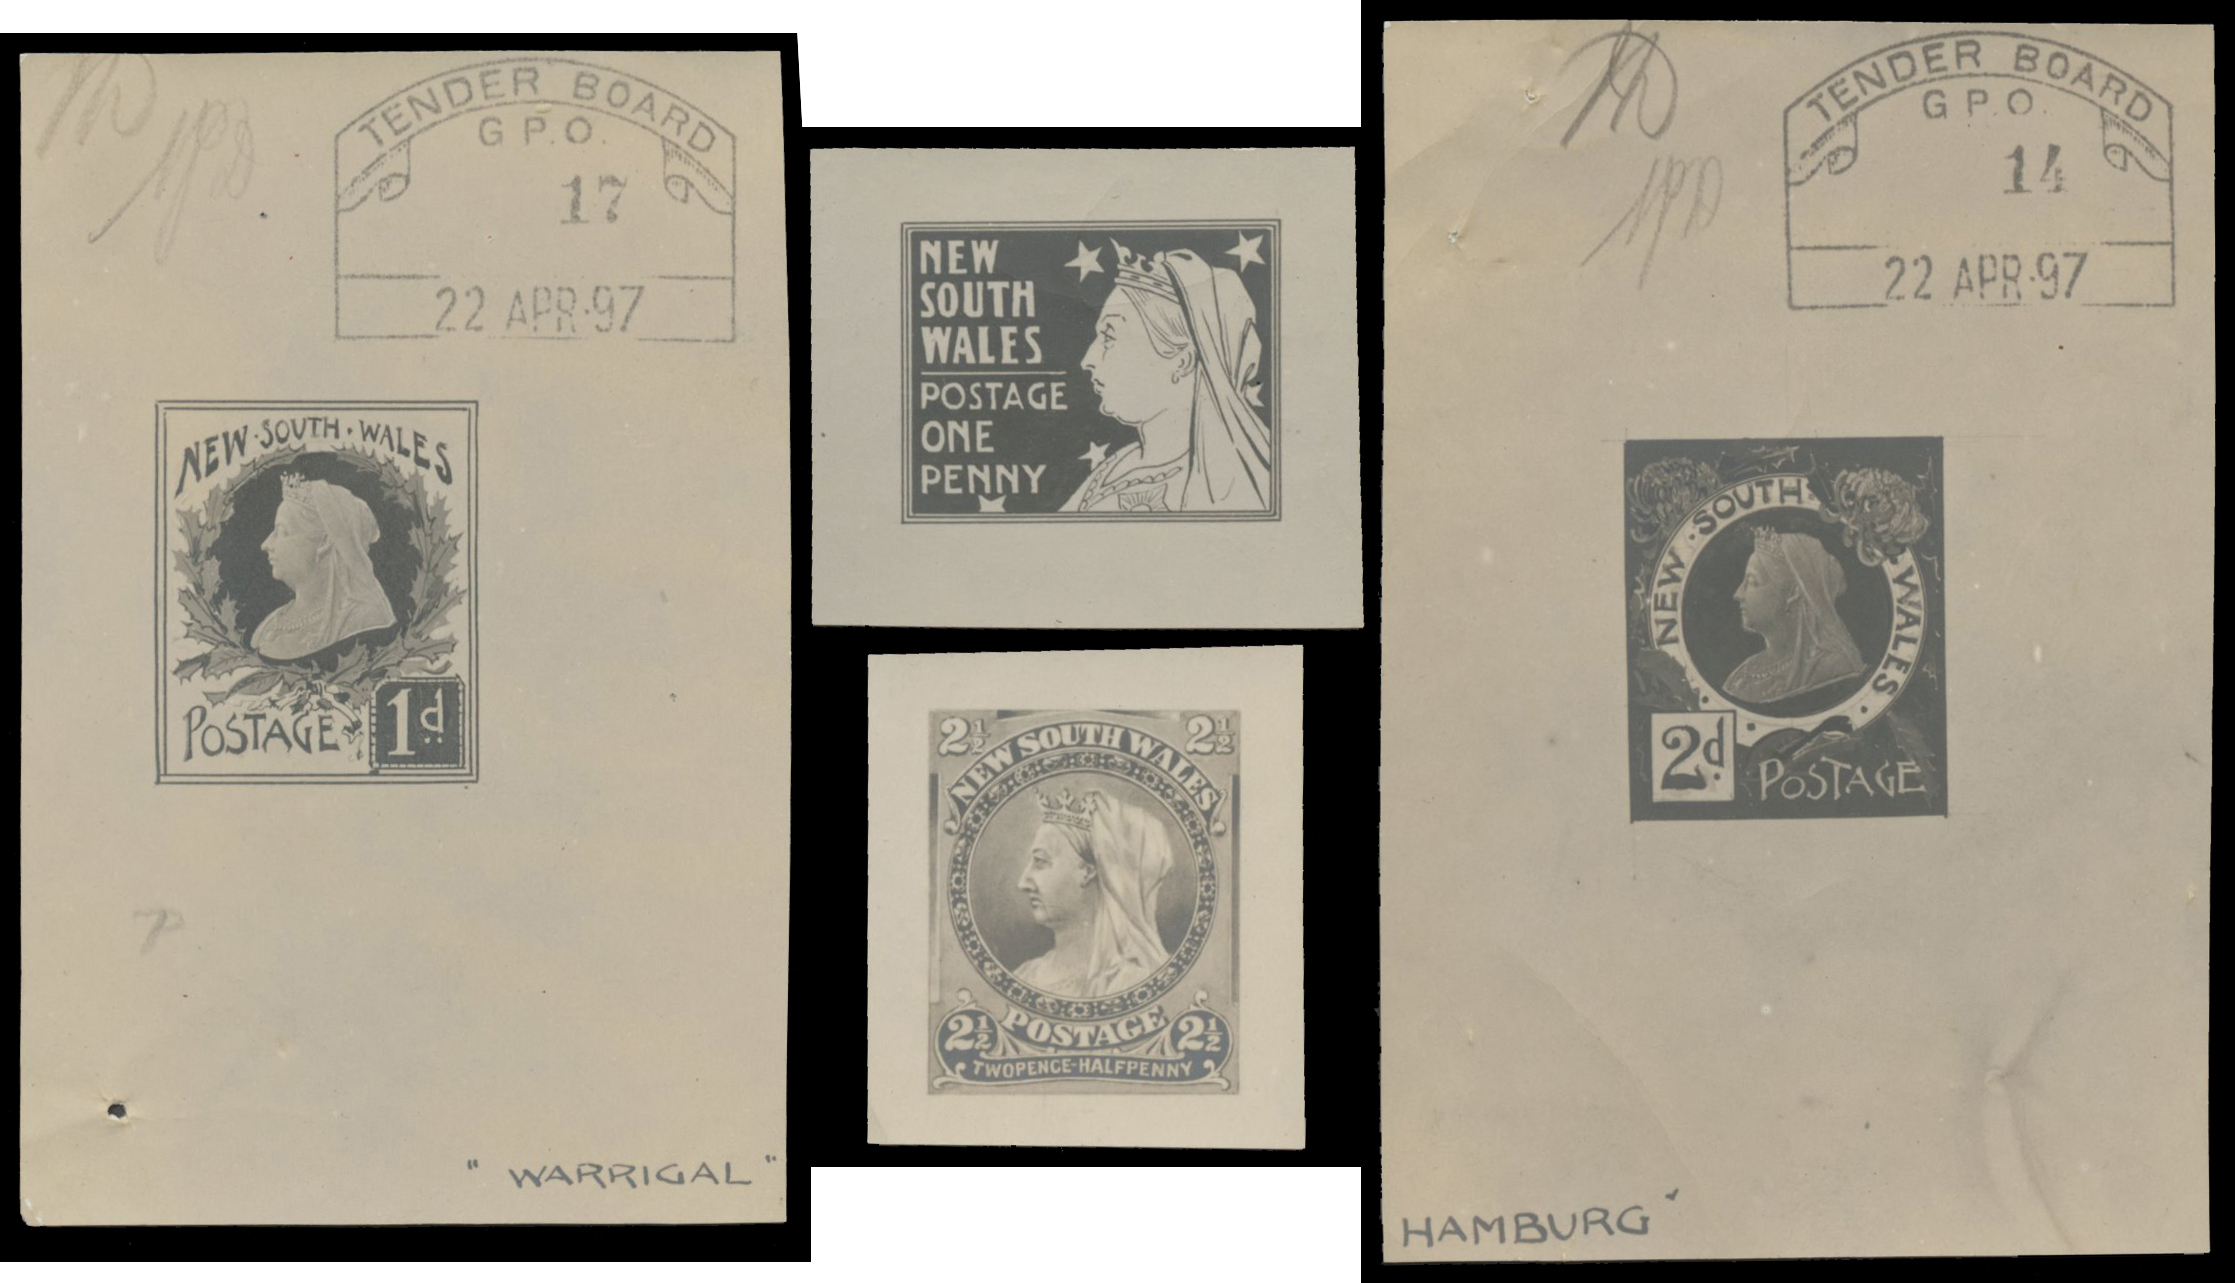 TENDER BOARD
G.P.O.
17
22 APR·97
NEW·SOUTH·WALES
POSTAGE
1d
"WARRIGAL"
NEW
SOUTH
WALES
POSTAGE
ONE
PENNY
2½ 2½
NEW SOUTH WALES
POSTAGE
2½ 2½
TWOPENCE-HALFPENNY
TENDER BOARD
G.P.O.
14
22 APR·97
NEW·SOUTH·WALES·
2d
POSTAGE
HAMBURG"